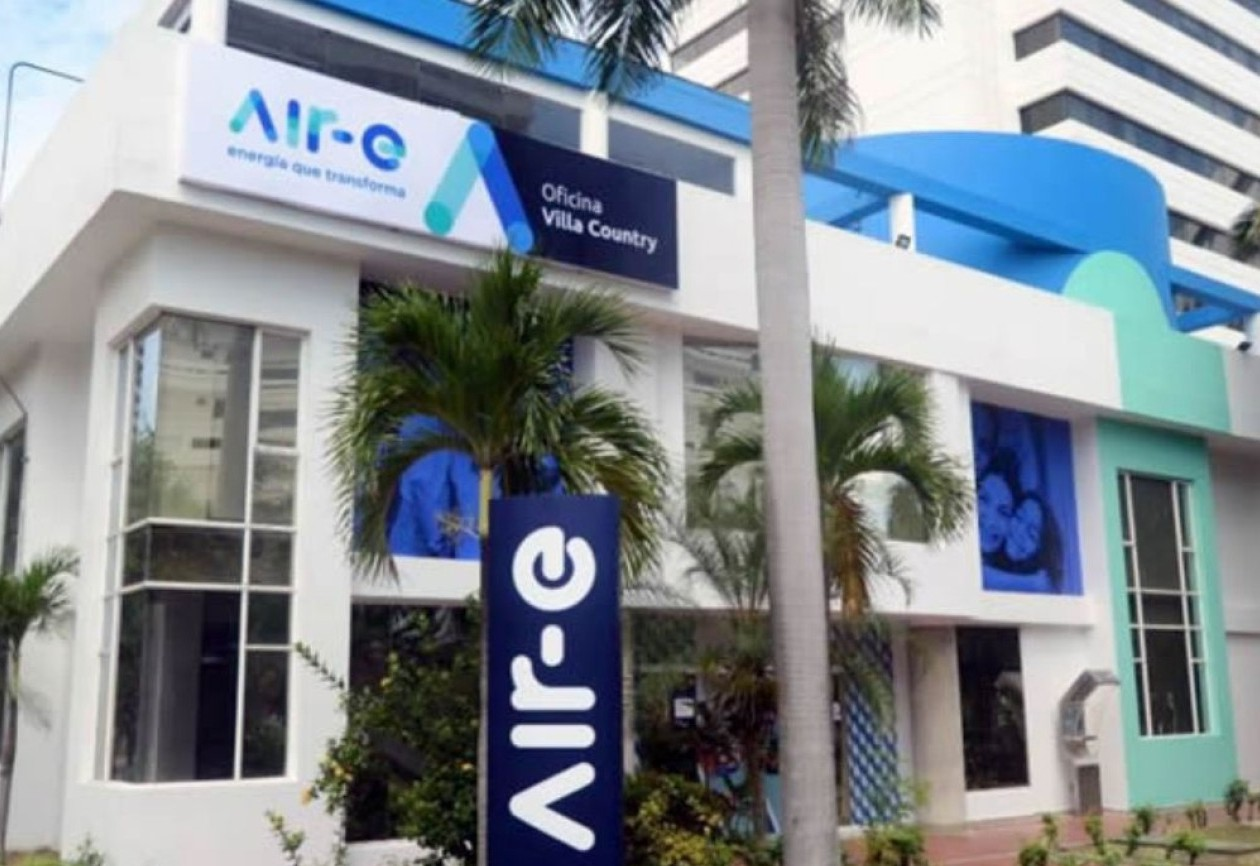 AIr-e
energía que transforma
Oficina
Villa Country
AIr-e